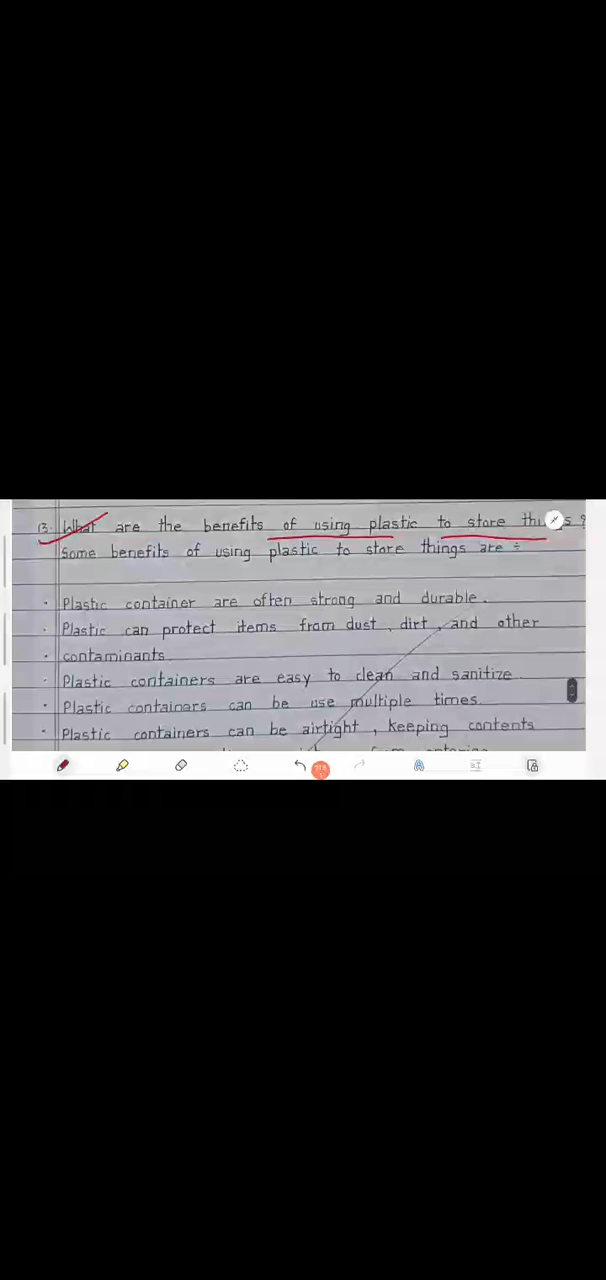 13. What are the benefits of using plastic to store things?
Some benefits of using plastic to store things are ÷
• Plastic container are often strong and durable.
• Plastic can protect items from dust, dirt, and other
• contaminants.
• Plastic containers are easy to clean and sanitize.
• Plastic containers can be use multiple times.
• Plastic containers can be airtight, keeping contents